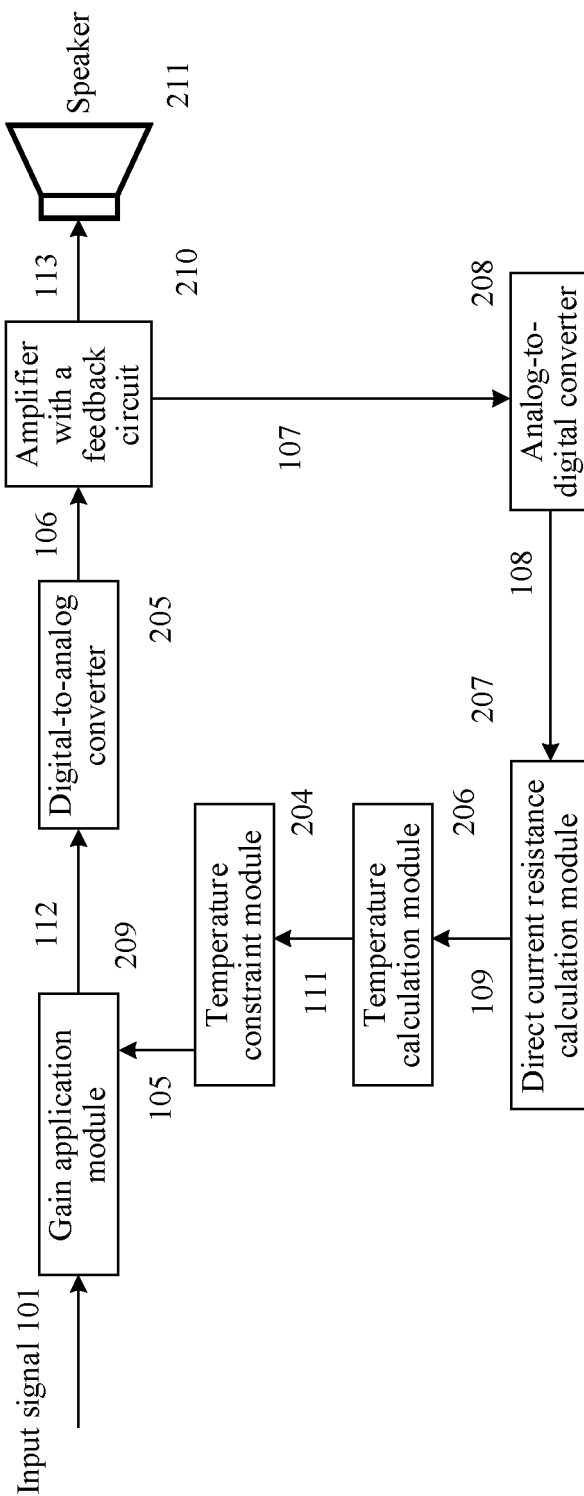 Input signal 101
Gain application
module
209
112
Digital-to-analog
converter
205
106
Amplifier
with a
feedback
circuit
210
113
Speaker
211
105
Temperature
constraint module
204
111
Temperature
calculation module
206
109
Direct current resistance
calculation module
207
108
Analog-to-
digital converter
208
107